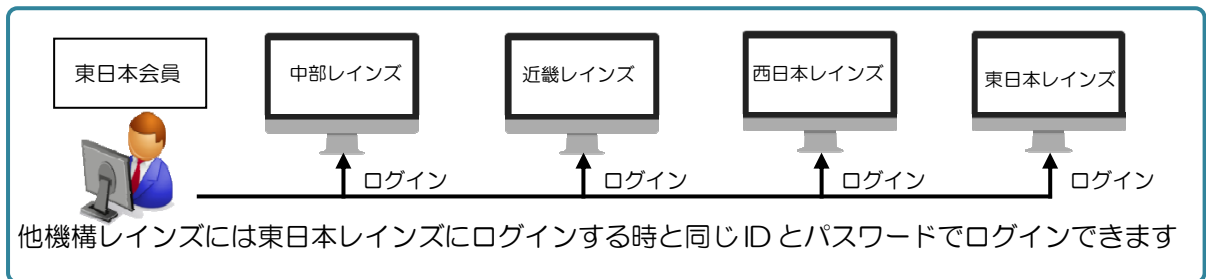 東日本会員
中部レインズ
近畿レインズ
西日本レインズ
東日本レインズ
ログイン
ログイン
ログイン
ログイン
他機構レインズには東日本レインズにログインする時と同じIDとパスワードでログインできます